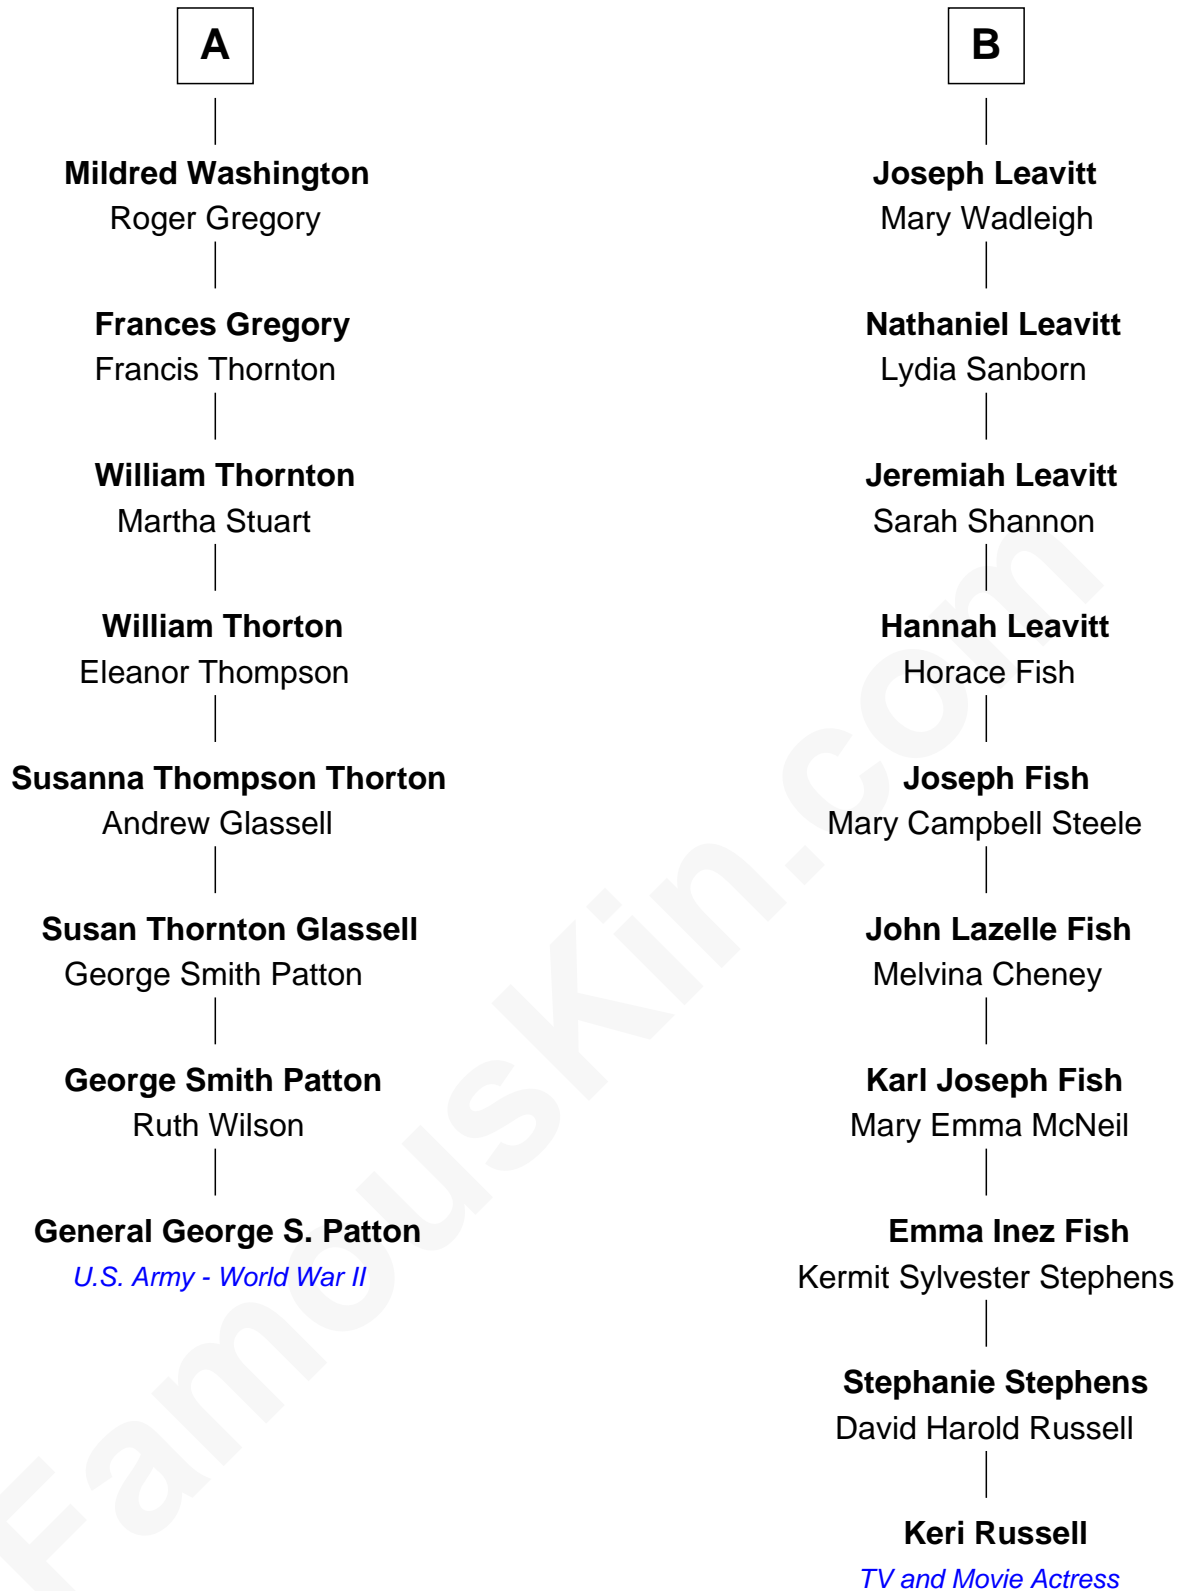 A
Mildred Washington
Roger Gregory
Frances Gregory
Francis Thornton
William Thornton
Martha Stuart
William Thorton
Eleanor Thompson
Susanna Thompson Thorton
Andrew Glassell
Susan Thornton Glassell
George Smith Patton
George Smith Patton
Ruth Wilson
General George S. Patton
U.S. Army - World War II
B
Joseph Leavitt
Mary Wadleigh
Nathaniel Leavitt
Lydia Sanborn
Jeremiah Leavitt
Sarah Shannon
Hannah Leavitt
Horace Fish
Joseph Fish
Mary Campbell Steele
John Lazelle Fish
Melvina Cheney
Karl Joseph Fish
Mary Emma McNeil
Emma Inez Fish
Kermit Sylvester Stephens
Stephanie Stephens
David Harold Russell
Keri Russell
TV and Movie Actress
FamousKin.com